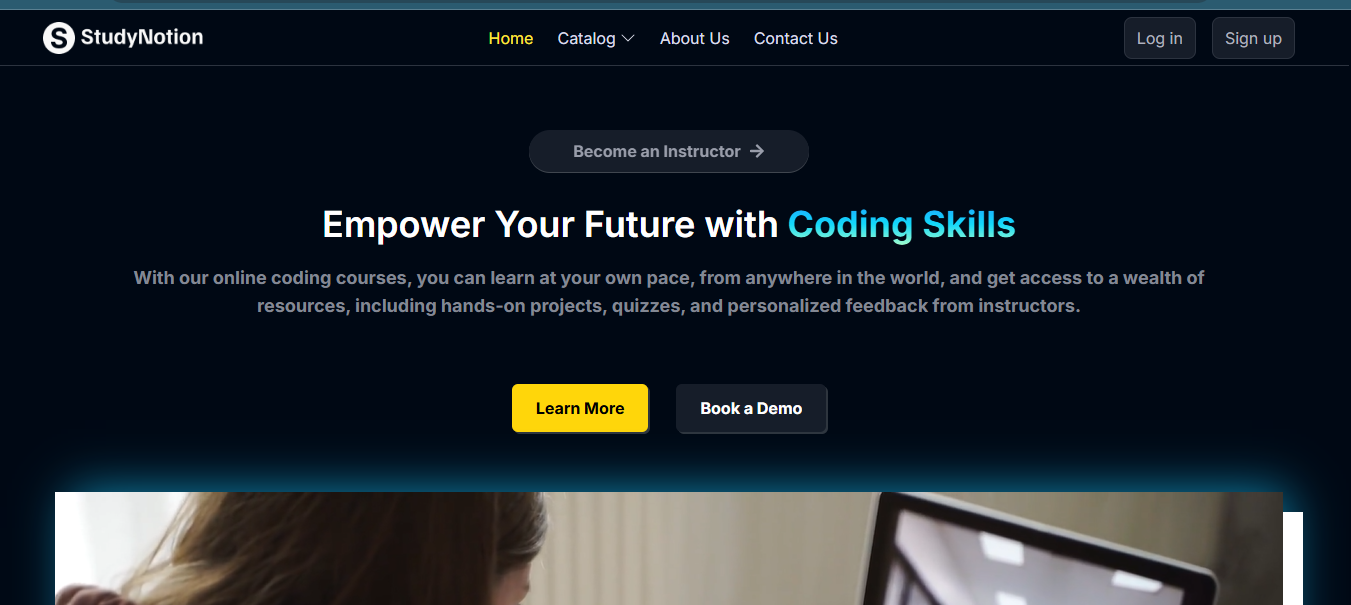 S StudyNotion
Home Catalog About Us Contact Us
Log in Sign up
Become an Instructor →
Empower Your Future with Coding Skills
With our online coding courses, you can learn at your own pace, from anywhere in the world, and get access to a wealth of
resources, including hands-on projects, quizzes, and personalized feedback from instructors.
Learn More Book a Demo